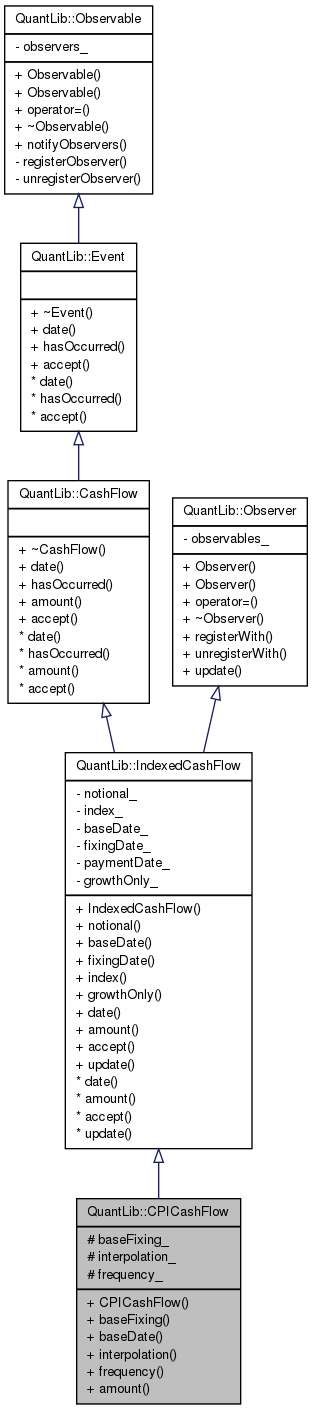 QuantLib::Observable
- observers_
+ Observable()
+ Observable()
+ operator=()
+ ~Observable()
+ notifyObservers()
- registerObserver()
- unregisterObserver()
QuantLib::Event
+ ~Event()
+ date()
+ hasOccurred()
+ accept()
* date()
* hasOccurred()
* accept()
QuantLib::CashFlow
+ ~CashFlow()
+ date()
+ hasOccurred()
+ amount()
+ accept()
* date()
* hasOccurred()
* amount()
* accept()
QuantLib::Observer
- observables_
+ Observer()
+ Observer()
+ operator=()
+ ~Observer()
+ registerWith()
+ unregisterWith()
+ update()
QuantLib::IndexedCashFlow
- notional_
- index_
- baseDate_
- fixingDate_
- paymentDate_
- growthOnly_
+ IndexedCashFlow()
+ notional()
+ baseDate()
+ fixingDate()
+ index()
+ growthOnly()
+ date()
+ amount()
+ accept()
+ update()
* date()
* amount()
* accept()
* update()
QuantLib::CPICashFlow
# baseFixing_
# interpolation_
# frequency_
+ CPICashFlow()
+ baseFixing()
+ baseDate()
+ interpolation()
+ frequency()
+ amount()